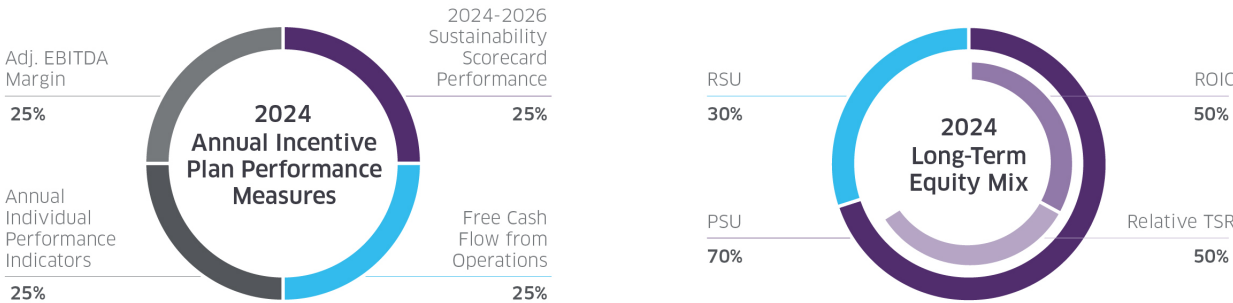 Adj. EBITDA
Margin
25%
2024-2026
Sustainability
Scorecard
Performance
25%
2024
Annual Incentive
Plan Performance
Measures
Annual
Individual
Performance
Indicators
25%
Free Cash
Flow from
Operations
25%
RSU
30%
ROIC
50%
2024
Long-Term
Equity Mix
PSU
70%
Relative TSR
50%